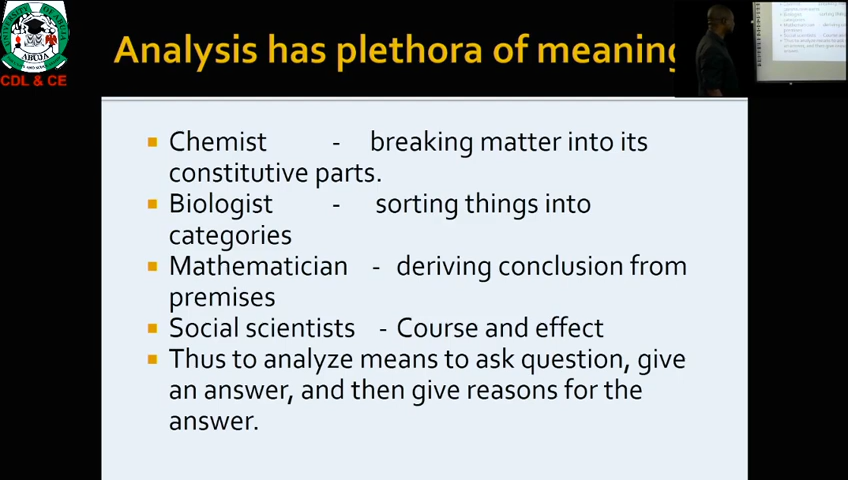 Analysis has plethora of meaning
Chemist - breaking matter into its
constitutive parts.
Biologist - sorting things into
categories
Mathematician - deriving conclusion from
premises
Social scientists - Course and effect
Thus to analyze means to ask question, give
an answer, and then give reasons for the
answer.
ABUJA
CDL & CE